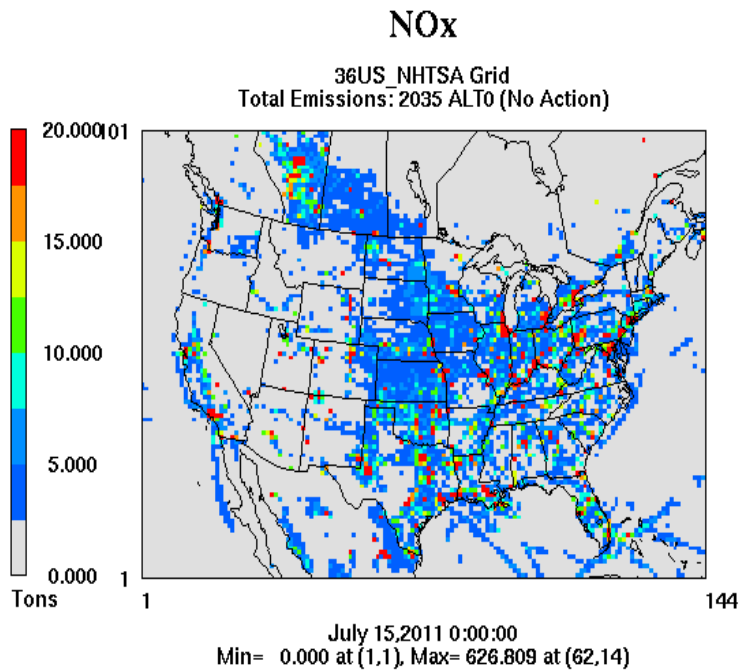 NOx
36US_NHTSA Grid
Total Emissions: 2035 ALT0 (No Action)
20.000
101
15.000
10.000
5.000
0.000
1
Tons
1
144
July 15,2011 0:00:00
Min= 0.000 at (1,1), Max= 626.809 at (62,14)